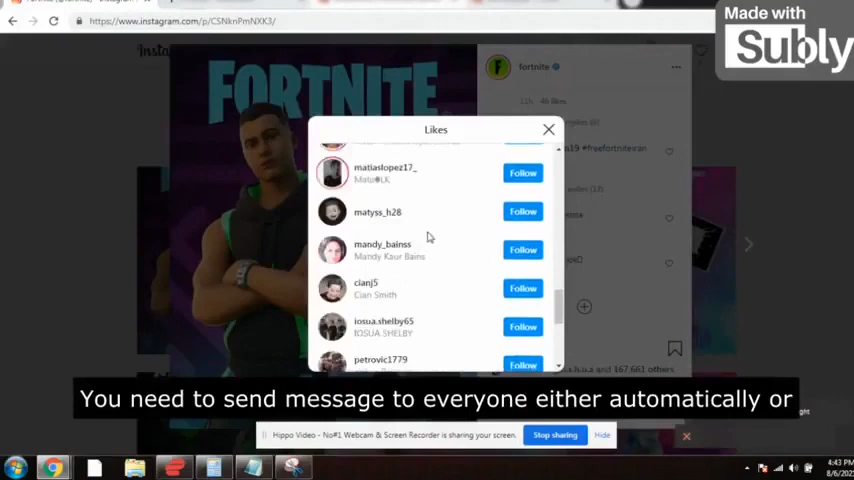 https://www.instagram.com/p/CSNknPmNXK3/
Made with
Subly
FORTNITE
fortnite
Likes
matiaslopez17_
Follow
matyss_h28
Follow
mandy_bainss
Mandy Kaur Bains
Follow
cianj5
Cian Smith
Follow
iosua.shelby65
IOSUA SHELBY
Follow
petrovic1779
Follow
You need to send message to everyone either automatically or
Hippo Video - No#1 Webcam & Screen Recorder is sharing your screen.
Stop sharing
Hide
4:43 PM